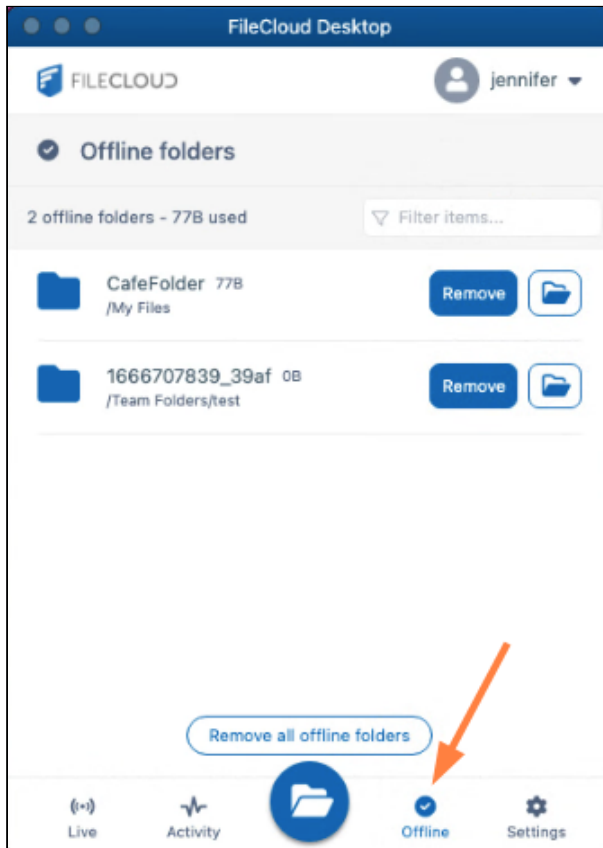 FileCloud Desktop
FILECLOUD
jennifer
Offline folders
2 offline folders - 77B used
Filter items...
CafeFolder 77B
/My Files
Remove
1666707839_39af 0B
/Team Folders/test
Remove
Remove all offline folders
Live
Activity
Offline
Settings